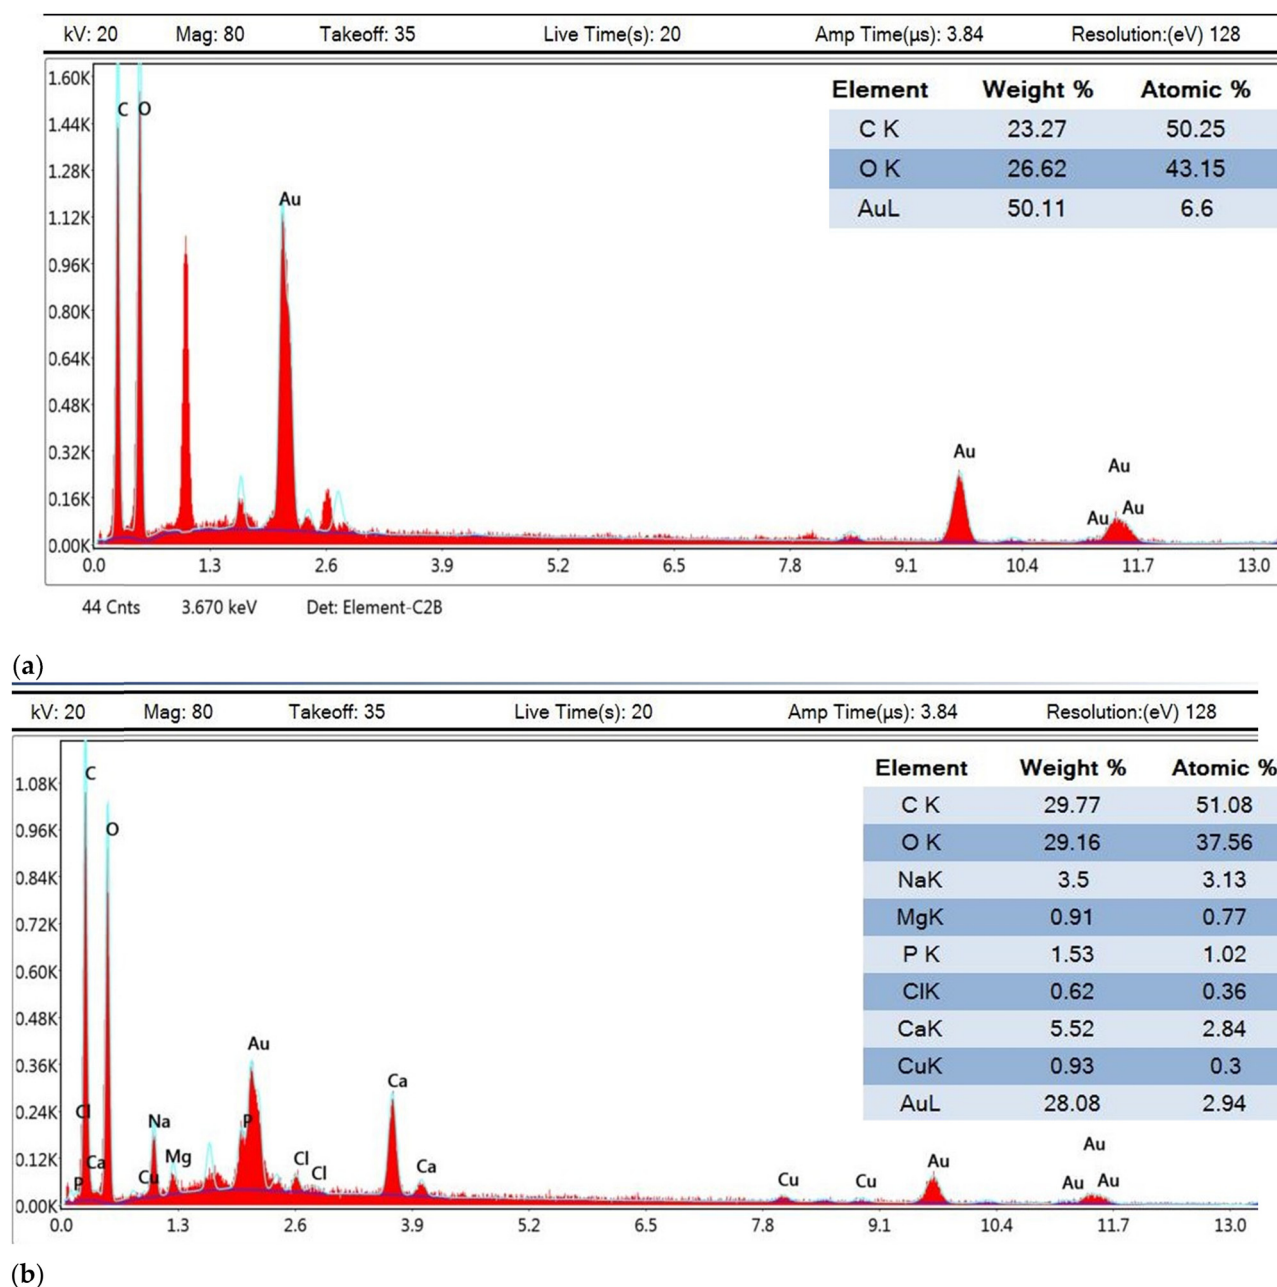 kV: 20 Mag: 80 Takeoff: 35 Live Time(s): 20 Amp Time(µs): 3.84 Resolution:(eV) 128
Element Weight % Atomic %
C K 23.27 50.25
O K 26.62 43.15
AuL 50.11 6.6
1.60K
1.44K
1.28K
1.12K
0.96K
0.80K
0.64K
0.48K
0.32K
0.16K
0.00K
C O
Au
Au
Au
Au Au
0.0 1.3 2.6 3.9 5.2 6.5 7.8 9.1 10.4 11.7 13.0
44 Cnts 3.670 keV Det: Element-C2B
(a)
kV: 20 Mag: 80 Takeoff: 35 Live Time(s): 20 Amp Time(µs): 3.84 Resolution:(eV) 128
Element Weight % Atomic %
C K 29.77 51.08
O K 29.16 37.56
NaK 3.5 3.13
MgK 0.91 0.77
P K 1.53 1.02
ClK 0.62 0.36
CaK 5.52 2.84
CuK 0.93 0.3
AuL 28.08 2.94
1.08K
0.96K
0.84K
0.72K
0.60K
0.48K
0.36K
0.24K
0.12K
0.00K
C
O
Au
Ca
Cl Na P
Ca Cu Mg Cl Cl Ca
P
Cu Cu Au
Au
Au Au
0.0 1.3 2.6 3.9 5.2 6.5 7.8 9.1 10.4 11.7 13.0
(b)